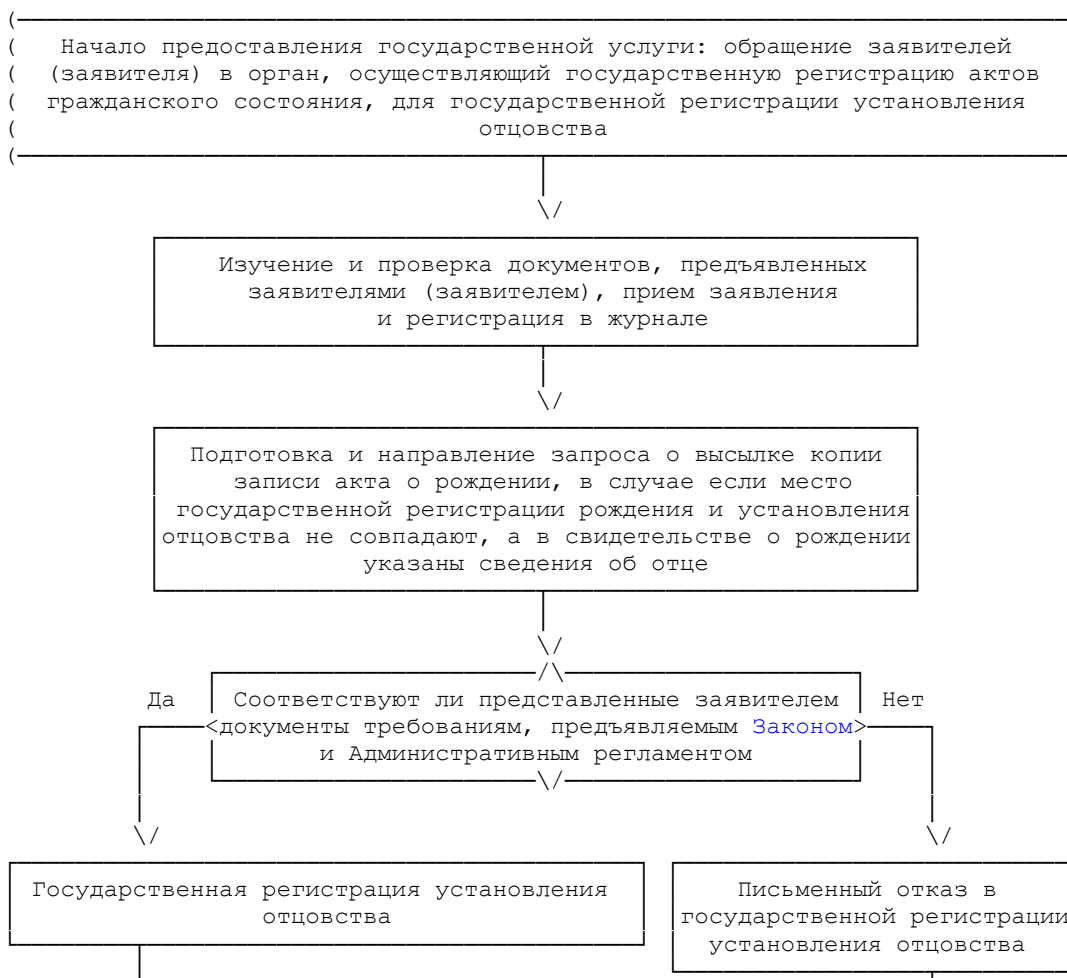 Начало предоставления государственной услуги: обращение заявителей
(заявителя) в орган, осуществляющий государственную регистрацию актов
гражданского состояния, для государственной регистрации установления
отцовства
Изучение и проверка документов, предъявленных
заявителями (заявителем), прием заявления
и регистрация в журнале
Подготовка и направление запроса о высылке копии
записи акта о рождении, в случае если место
государственной регистрации рождения и установления
отцовства не совпадают, а в свидетельстве о рождении
указаны сведения об отце
Да
Соответствуют ли представленные заявителем
документы требованиям, предъявляемым Законом
и Административным регламентом
Нет
Государственная регистрация установления
отцовства
Письменный отказ в
государственной регистрации
установления отцовства